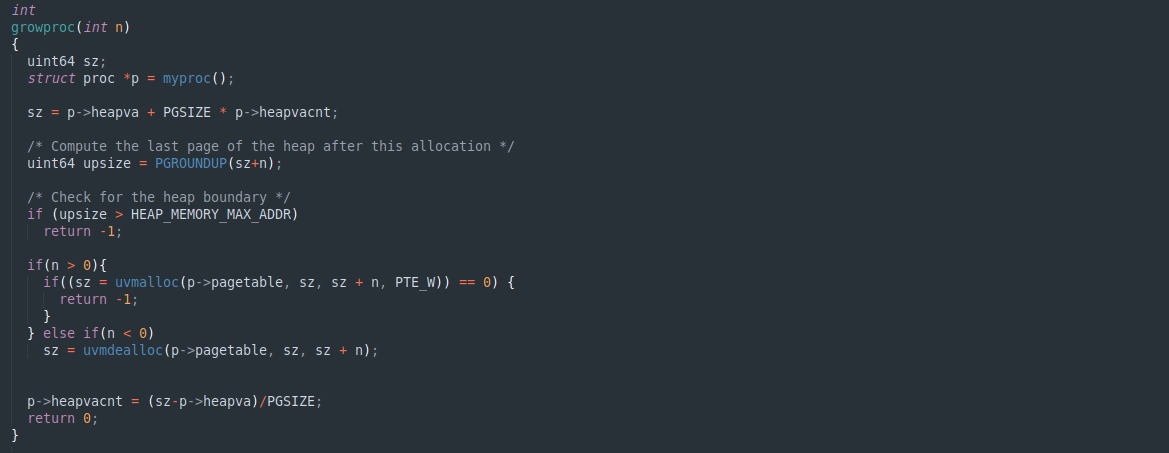 int
growproc(int n)
{
  uint64 sz;
  struct proc *p = myproc();
  sz = p->heapva + PGSIZE * p->heapvacnt;
  /* Compute the last page of the heap after this allocation */
  uint64 upsize = PGROUNDUP(sz+n);
  /* Check for the heap boundary */
  if (upsize > HEAP_MEMORY_MAX_ADDR)
    return -1;
  if(n > 0){
    if((sz = uvmalloc(p->pagetable, sz, sz + n, PTE_W)) == 0) {
      return -1;
    }
  } else if(n < 0)
    sz = uvmdealloc(p->pagetable, sz, sz + n);
  p->heapvacnt = (sz-p->heapva)/PGSIZE;
  return 0;
}